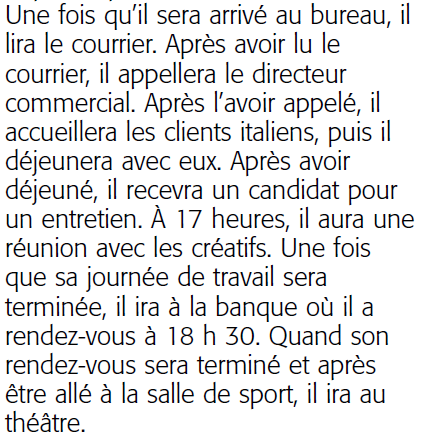 Une fois qu'il sera arrivé au bureau, il
lira le courrier. Après avoir lu le
courrier, il appellera le directeur
commercial. Après l'avoir appelé, il
accueillera les clients italiens, puis il
déjeunera avec eux. Après avoir
déjeuné, il recevra un candidat pour
un entretien. À 17 heures, il aura une
réunion avec les créatifs. Une fois
que sa journée de travail sera
terminée, il ira à la banque où il a
rendez-vous à 18 h 30. Quand son
rendez-vous sera terminé et après
être allé à la salle de sport, il ira au
théâtre.